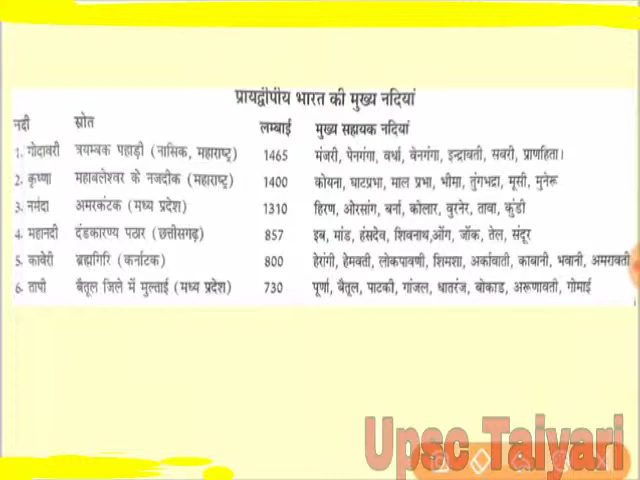 प्रायद्वीपीय भारत की मुख्य नदियां
नदी स्रोत लम्बाई मुख्य सहायक नदियां
1. गोदावरी त्रयम्बक पहाड़ी (नासिक, महाराष्ट्र) 1465 मंजरी, पेनगंगा, वर्धा, वेनगंगा, इन्द्रावती, सबरी, प्राणहिता।
2. कृष्णा महाबलेश्वर के नजदीक (महाराष्ट्र) 1400 कोयना, घाटप्रभा, माल प्रभा, भीमा, तुंगभद्रा, मूसी, मुनेरू
3. नर्मदा अमरकंटक (मध्य प्रदेश) 1310 हिरण, ओरसांग, बर्ना, कोलार, वुरनेर, तावा, कुंडी
4. महानदी दंडकारण्य पठार (छत्तीसगढ़) 857 इब, मांड, हंसदेव, शिवनाथ,ओंग, जोंक, तेल, संदूर
5. कावेरी ब्रह्मगिरि (कर्नाटक) 800 हेरांगी, हेमवती, लोकपावणी, शिमशा, अर्कावती, काबानी, भवानी, अमरावती
6. तापी बैतूल जिले में मुल्ताई (मध्य प्रदेश) 730 पूर्णा, बैतूल, पाटकी, गांजल, धातरंज, बोकाड, अरूणावती, गोमाई
Upsc Taiyari